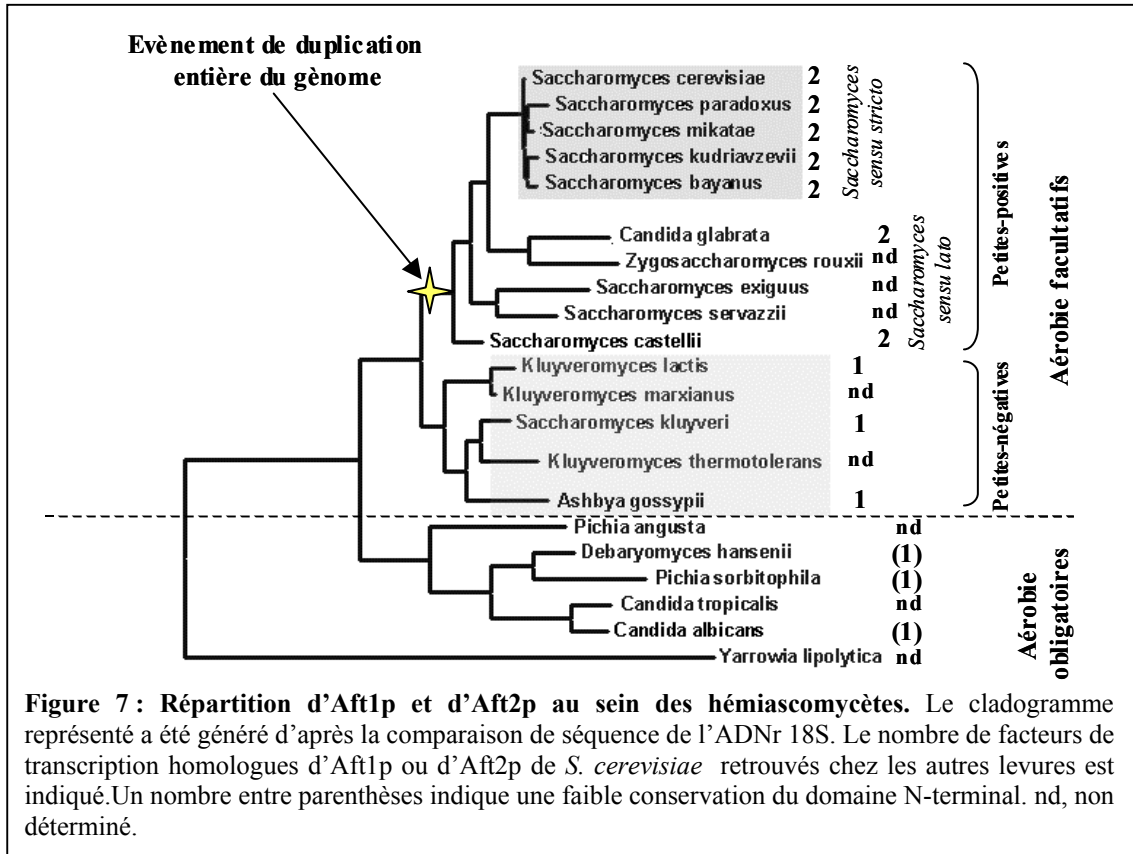 Evènement de duplication
entière du gènome
Saccharomyces cerevisiae 2
Saccharomyces paradoxus 2
Saccharomyces mikatae 2
Saccharomyces kudriavzevii 2
Saccharomyces bayanus 2
Saccharomyces
sensu stricto
Candida glabrata 2
Zygosaccharomyces rouxii nd
Saccharomyces exiguus nd
Saccharomyces servazzii nd
Saccharomyces castellii 2
Saccharomyces
sensu lato
Petites-positives
Kluyveromyces lactis 1
Kluyveromyces marxianus nd
Saccharomyces kluyveri 1
Kluyveromyces thermotolerans nd
Ashbya gossypii 1
Petites-négatives
Aérobie facultatifs
Pichia angusta nd
Debaryomyces hansenii (1)
Pichia sorbitophila (1)
Candida tropicalis nd
Candida albicans (1)
Yarrowia lipolytica nd
Aérobie
obligatoires
Figure 7 : Répartition d'Aft1p et d'Aft2p au sein des hémiascomycètes. Le cladogramme
représenté a été généré d'après la comparaison de séquence de l'ADNr 18S. Le nombre de facteurs de
transcription homologues d'Aft1p ou d'Aft2p de S. cerevisiae retrouvés chez les autres levures est
indiqué.Un nombre entre parenthèses indique une faible conservation du domaine N-terminal. nd, non
déterminé.